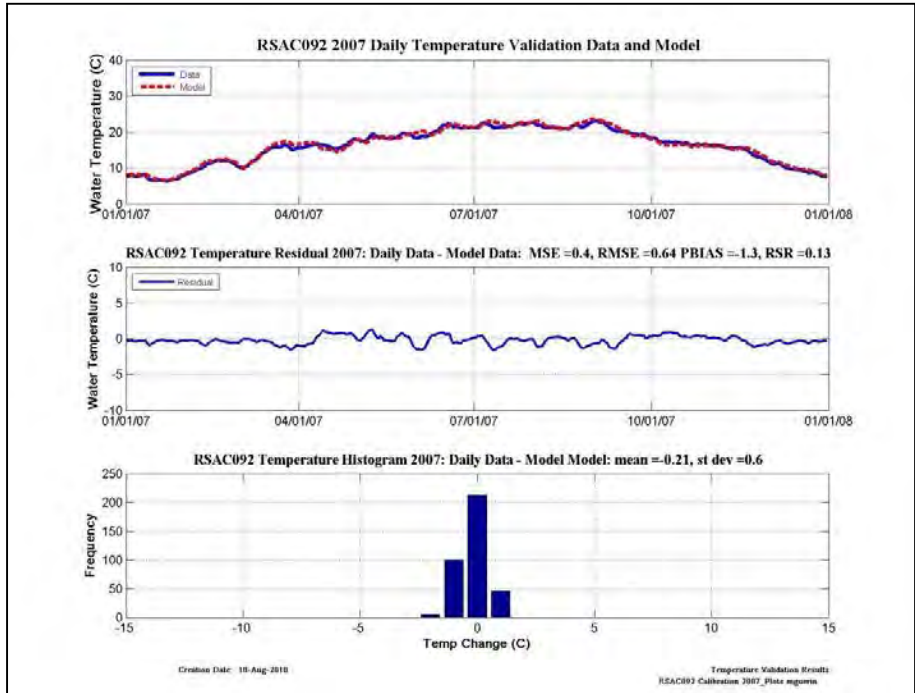 RSAC092 2007 Daily Temperature Validation Data and Model
Water Temperature (C)
40
30
20
10
0
Data
Model
01/01/07 04/01/07 07/01/07 10/01/07 01/01/08
RSAC092 Temperature Residual 2007: Daily Data - Model Data: MSE =0.4, RMSE =0.64 PBIAS =-1.3, RSR =0.13
Water Temperature (C)
10
5
0
-5
-10
Residual
01/01/07 04/01/07 07/01/07 10/01/07 01/01/08
RSAC092 Temperature Histogram 2007: Daily Data - Model Model: mean =-0.21, st dev =0.6
Frequency
250
200
150
100
50
0
-15 -10 -5 0 5 10 15
Temp Change (C)
Creation Date: 10-Aug-2010
Temperature Validation Results
RSAC092 Calibration 2007_Plots